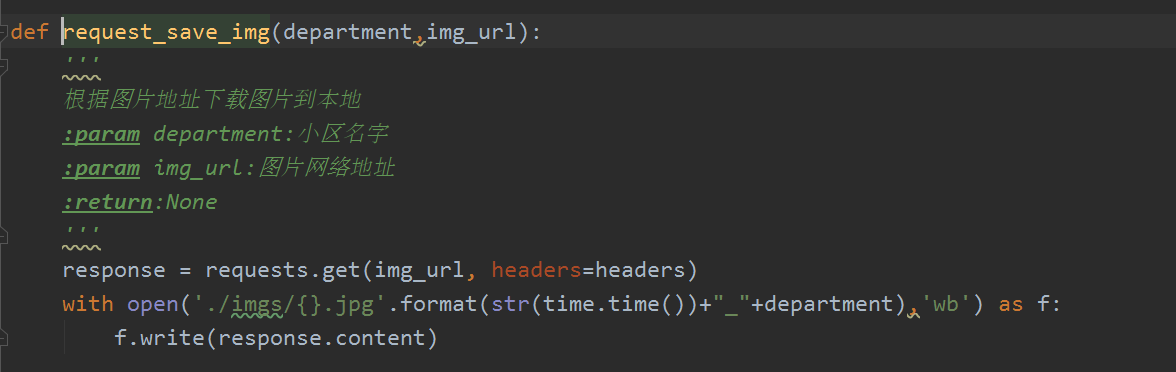 def request_save_img(department,img_url):
    '''
    根据图片地址下载图片到本地
    :param department:小区名字
    :param img_url:图片网络地址
    :return:None
    '''
    response = requests.get(img_url, headers=headers)
    with open('./imgs/{}.jpg'.format(str(time.time())+"_"+department),'wb') as f:
        f.write(response.content)